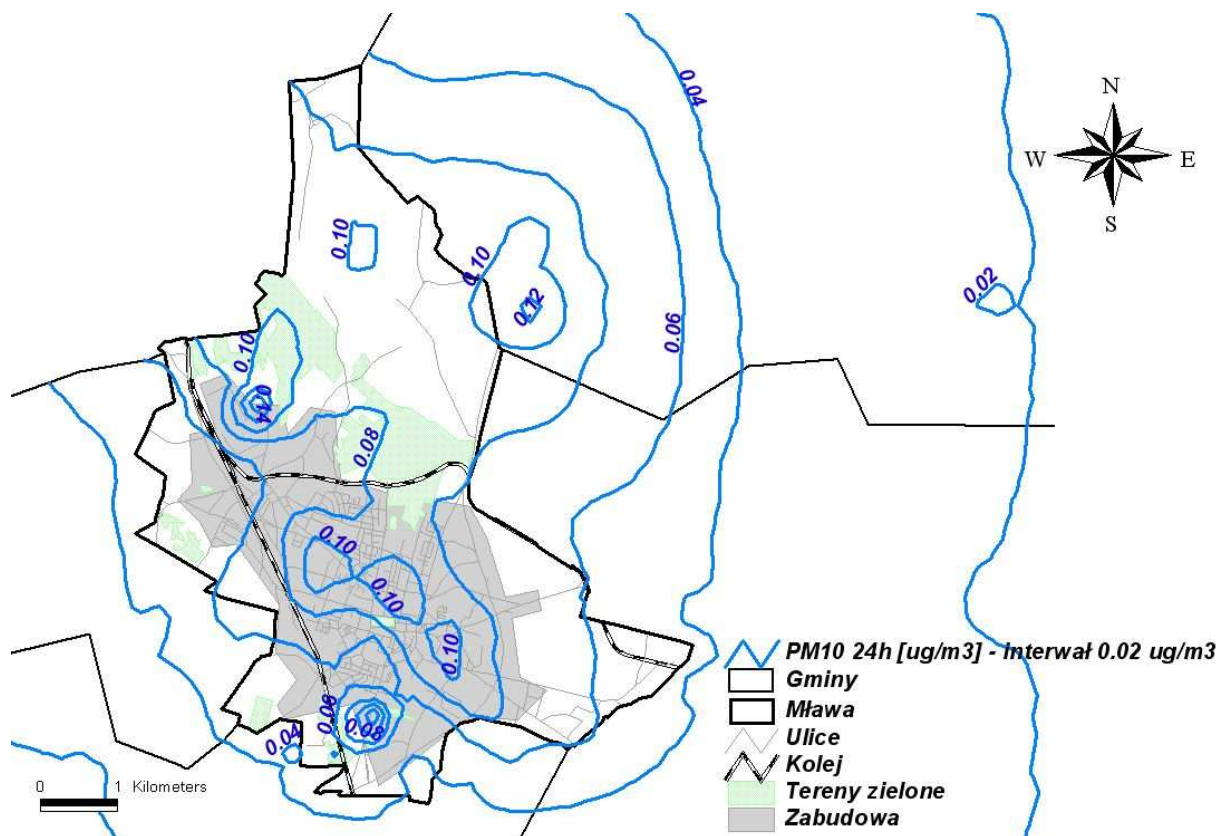 0.04
N
W
E
S
0.10
0.10
0.12
0.02
0.06
0.10
0.14
0.08
0.10
0.10
0.10
0.08
0.08
0.04
PM10 24h [ug/m3] - interwał 0.02 ug/m3
Gminy
Mława
Ulice
Kolej
Tereny zielone
Zabudowa
0 1 Kilometers